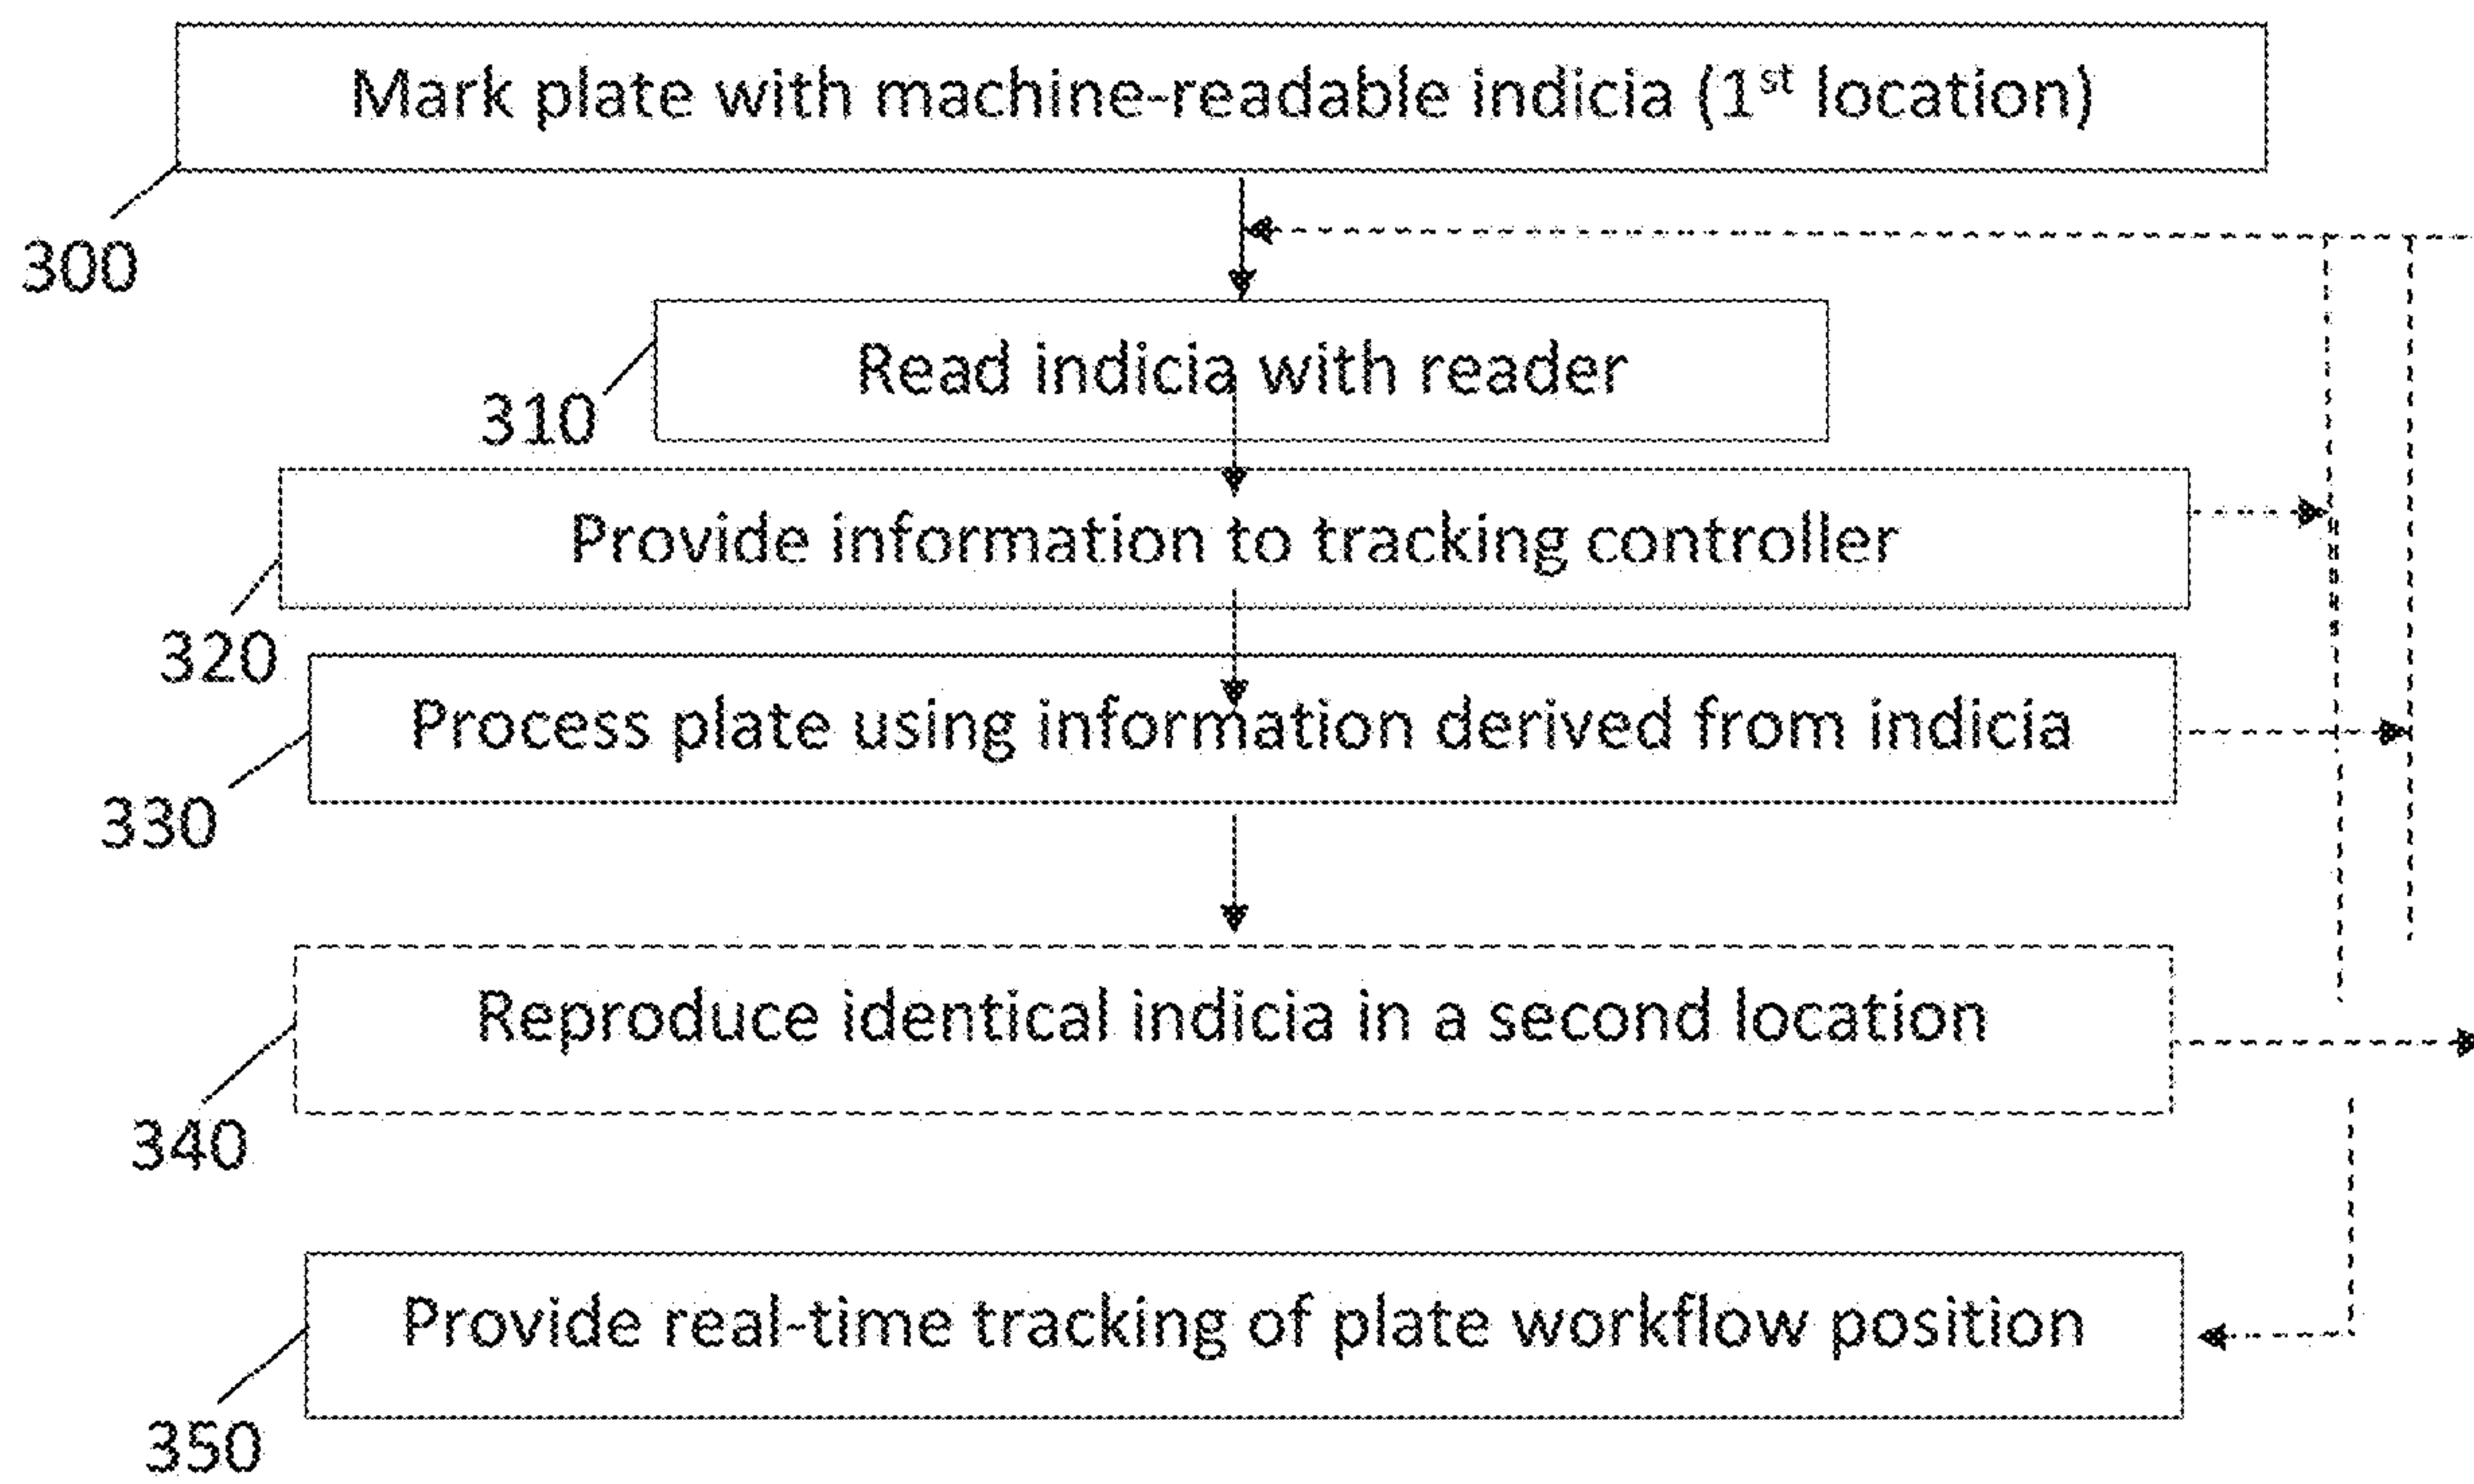 Mark plate with machine-readable indicia (1st location)
300
Read indicia with reader
310
Provide information to tracking controller
320
Process plate using information derived from indicia
330
Reproduce identical indicia in a second location
340
Provide real-time tracking of plate workflow position
350